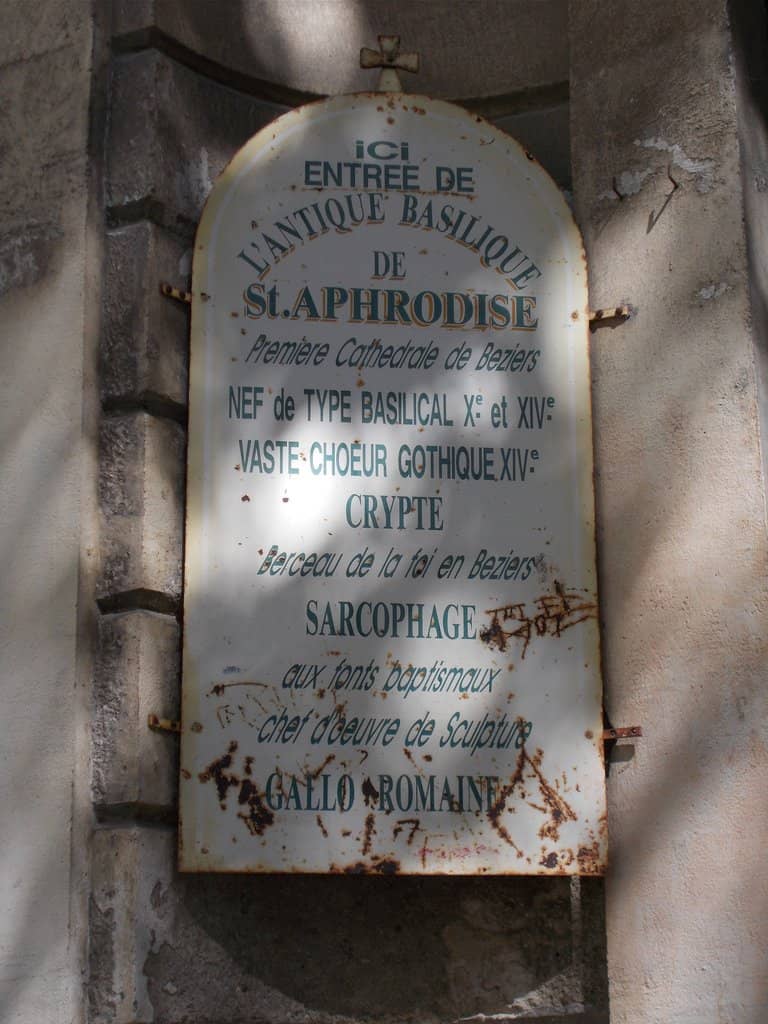 iCi
ENTREE DE
L'ANTIQUE BASILIQUE
DE
St.APHRODISE
Premiere Cathedrale de Beziers
NEF de TYPE BASILICAL Xe et XIVe
VASTE CHOEUR GOTHIQUE.XIVe
CRYPTE
Berceau de la foi en Beziers
SARCOPHAGE
aux fonts baptismaux
chef d'oeuvre de Sculpture
GALLO ROMAINE